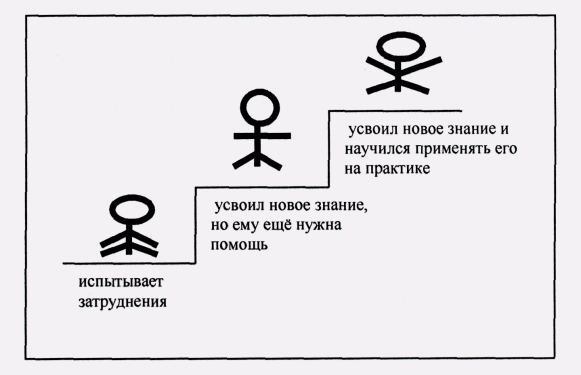 усвоил новое знание и
научился применять его
на практике
усвоил новое знание,
но ему ещё нужна
помощь
испытывает
затруднения